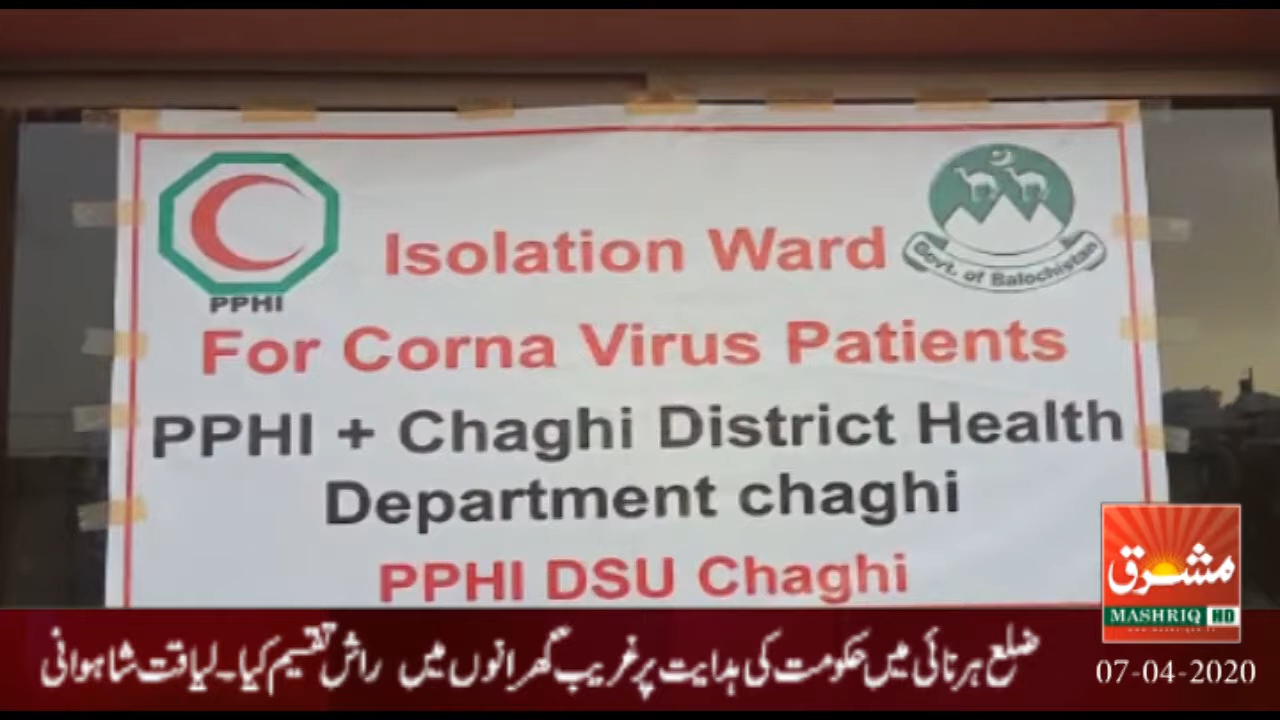 PPHI
Isolation Ward
Govt. of Balochistan
For Corna Virus Patients
PPHI + Chaghi District Health
Department chaghi
PPHI DSU Chaghi
مشرق
MASHRIQ HD
ضلع ہرنائی میں حکومت کی ہدایت پر غریب گھرانوں میں راشن تقسیم کیا۔ لیاقت شاہوانی
07-04-2020